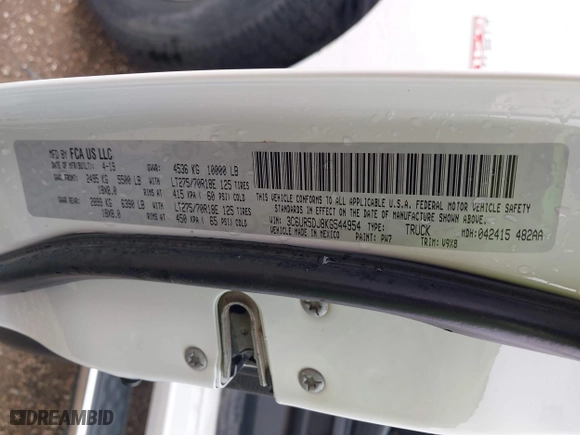 MFD BY FCA US LLC
DATE OF MFR(BUILT): 4-19 GVWR: 4536 KG 10000 LB
GAWR FRONT: 2495 KG 5500 LB WITH LT275/70R18E 125 TIRES
18X8.0 RIMS AT 415 KPA ( 60 PSI) COLD
GAWR REAR: 2899 KG 6390 LB WITH LT275/70R18E 125 TIRES
18X8.0 RIMS AT 450 KPA ( 65 PSI) COLD
THIS VEHICLE CONFORMS TO ALL APPLICABLE U.S.A. FEDERAL MOTOR VEHICLE SAFETY
STANDARDS IN EFFECT ON THE DATE OF MANUFACTURE SHOWN ABOVE.
VIN: 3C6UR5DJ9KG544954 TYPE: TRUCK MDH: 042415 482AA
VEHICLE MADE IN MEXICO PAINT: PW7 TRIM: V9X8
DREAMBID